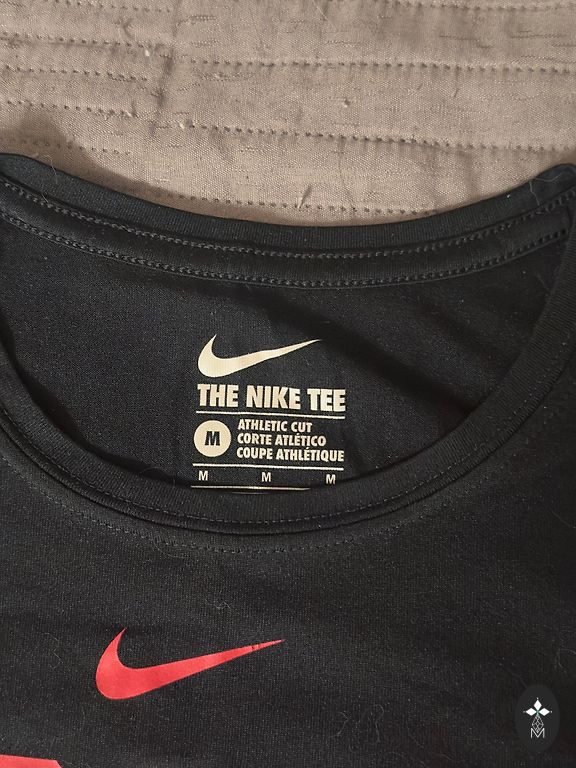 THE NIKE TEE
M
ATHLETIC CUT
CORTE ATLÉTICO
COUPE ATHLÉTIQUE
M M M
M